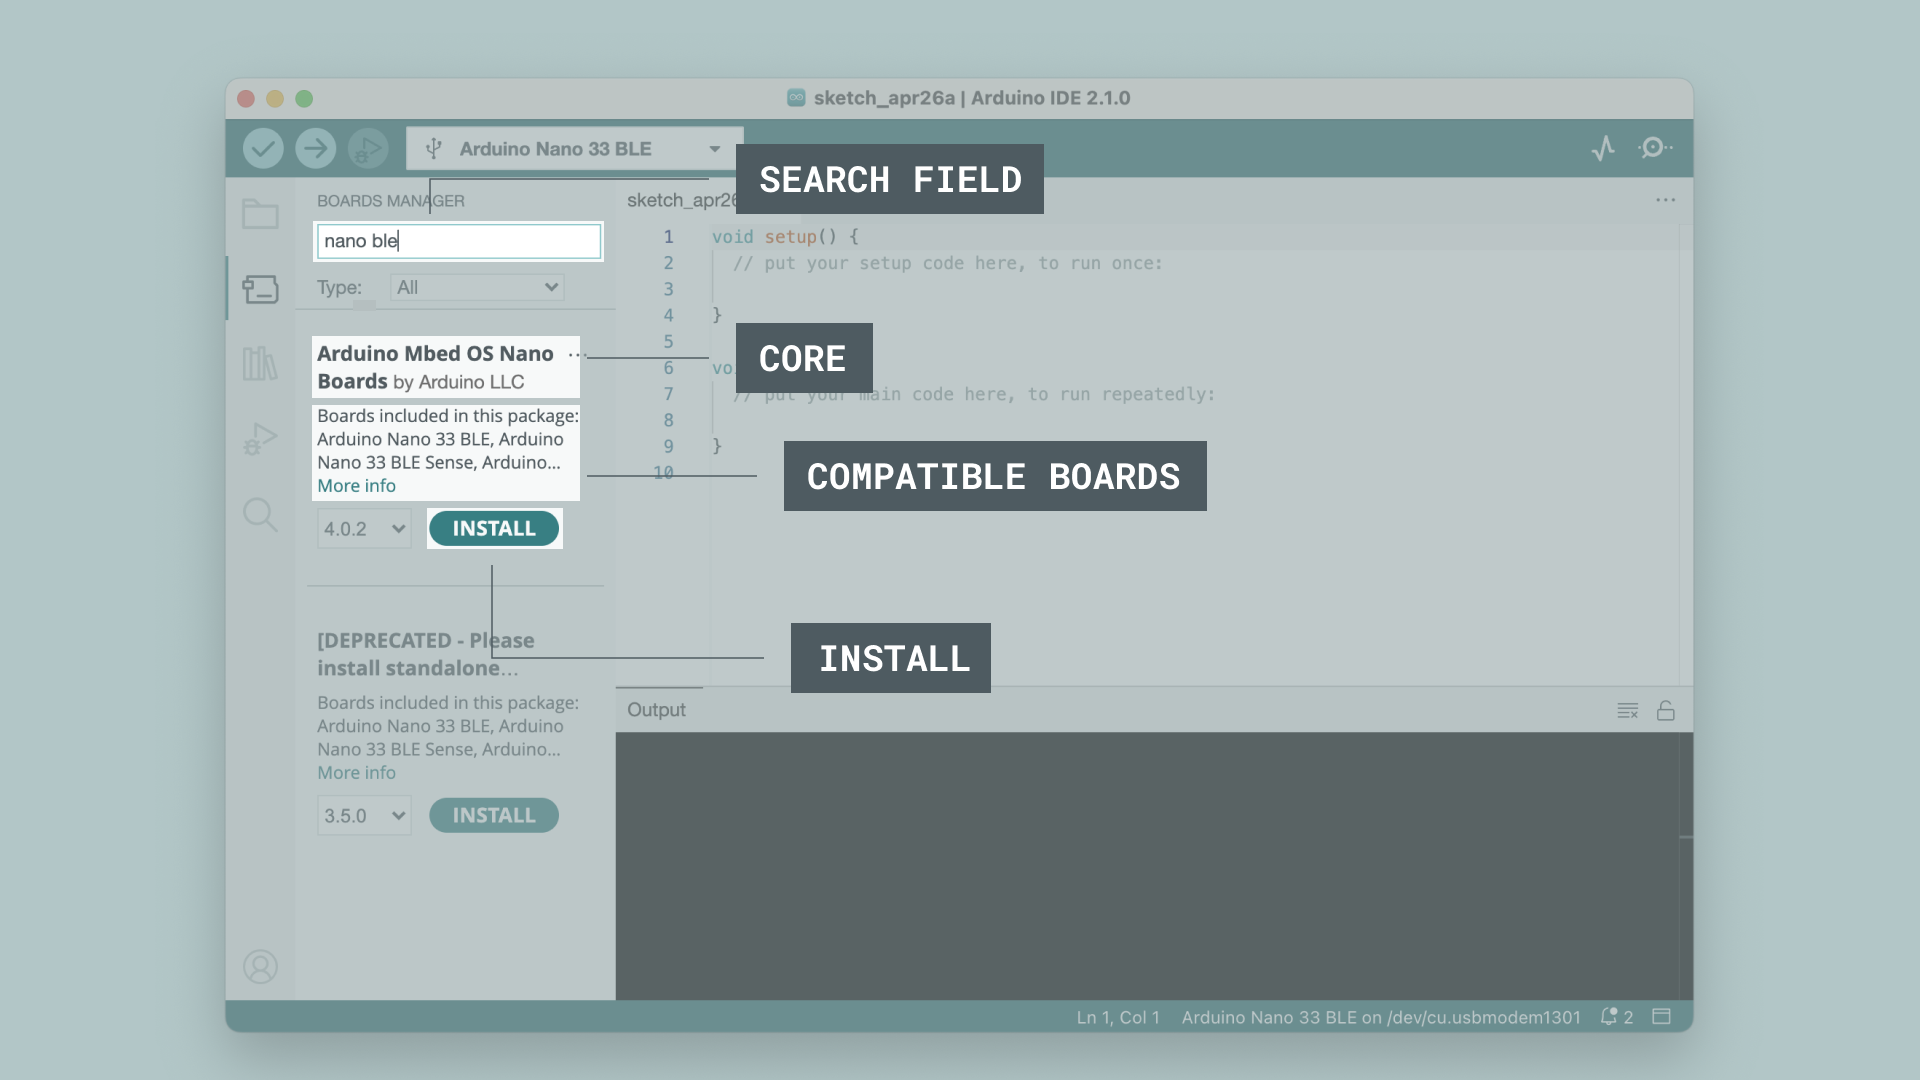 sketch_apr26a | Arduino IDE 2.1.0
Arduino Nano 33 BLE
SEARCH FIELD
BOARDS MANAGER
sketch_apr26
nano ble
Type: All
Arduino Mbed OS Nano
Boards by Arduino LLC
Boards included in this package:
Arduino Nano 33 BLE, Arduino
Nano 33 BLE Sense, Arduino...
More info
4.0.2 INSTALL
[DEPRECATED - Please
install standalone...
Boards included in this package:
Arduino Nano 33 BLE, Arduino
Nano 33 BLE Sense, Arduino...
More info
3.5.0 INSTALL
1 void setup() {
2 // put your setup code here, to run once:
3
4 }
5
6 vo
7 // put your main code here, to run repeatedly:
8
9 }
10
CORE
COMPATIBLE BOARDS
INSTALL
Output
Ln 1, Col 1 Arduino Nano 33 BLE on /dev/cu.usbmodem1301 2